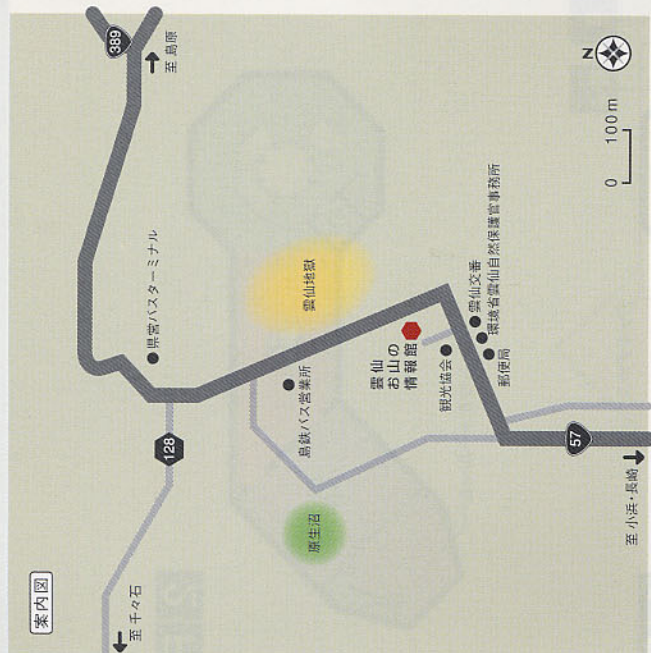 案内図
至 千々石
128
県営バスターミナル
389
至 島原
原生沼
島鉄バス営業所
雲仙地獄
雲仙
お山の
情報館
観光協会
郵便局
環境省雲仙自然保護官事務所
雲仙交番
57
至 小浜・長崎
0 100m
N